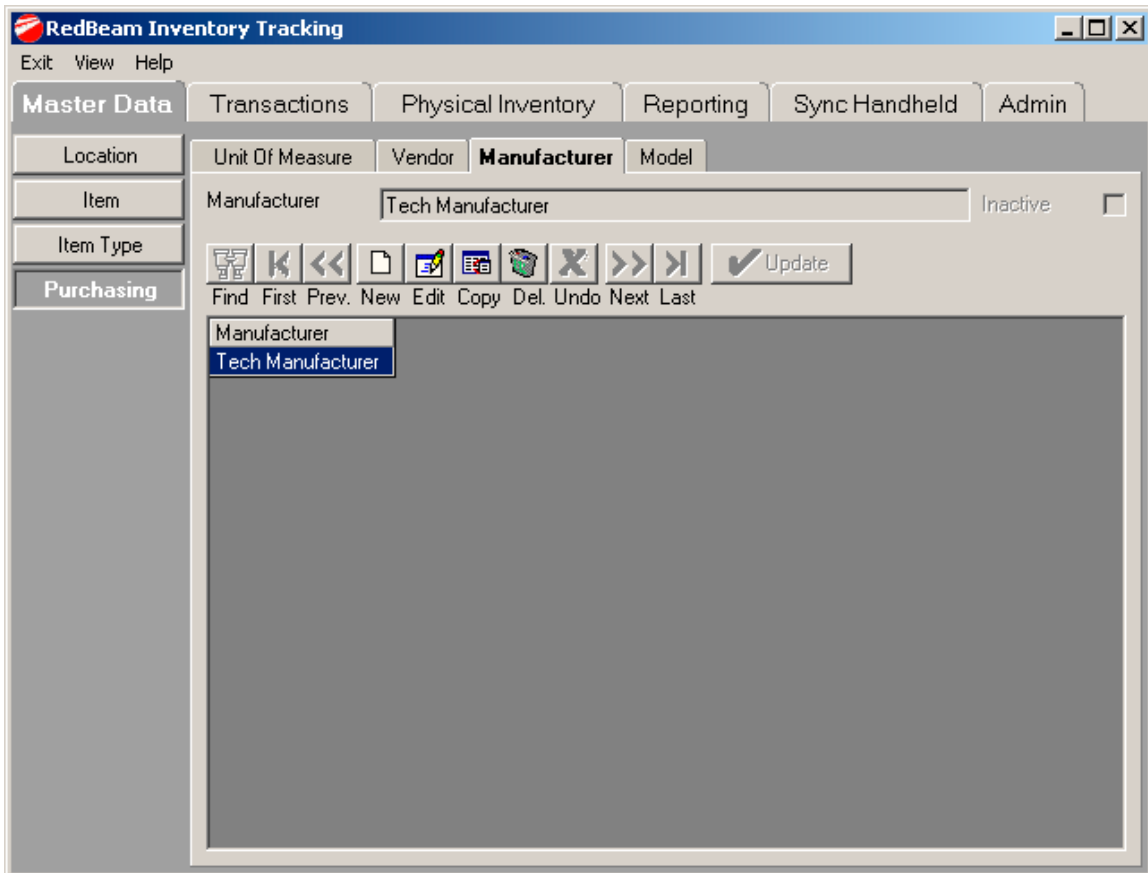 RedBeam Inventory Tracking
Exit View Help
Master Data Transactions Physical Inventory Reporting Sync Handheld Admin
Location
Item
Item Type
Purchasing
Unit Of Measure Vendor Manufacturer Model
Manufacturer Tech Manufacturer Inactive
Update
Find First Prev. New Edit Copy Del. Undo Next Last
Manufacturer
Tech Manufacturer